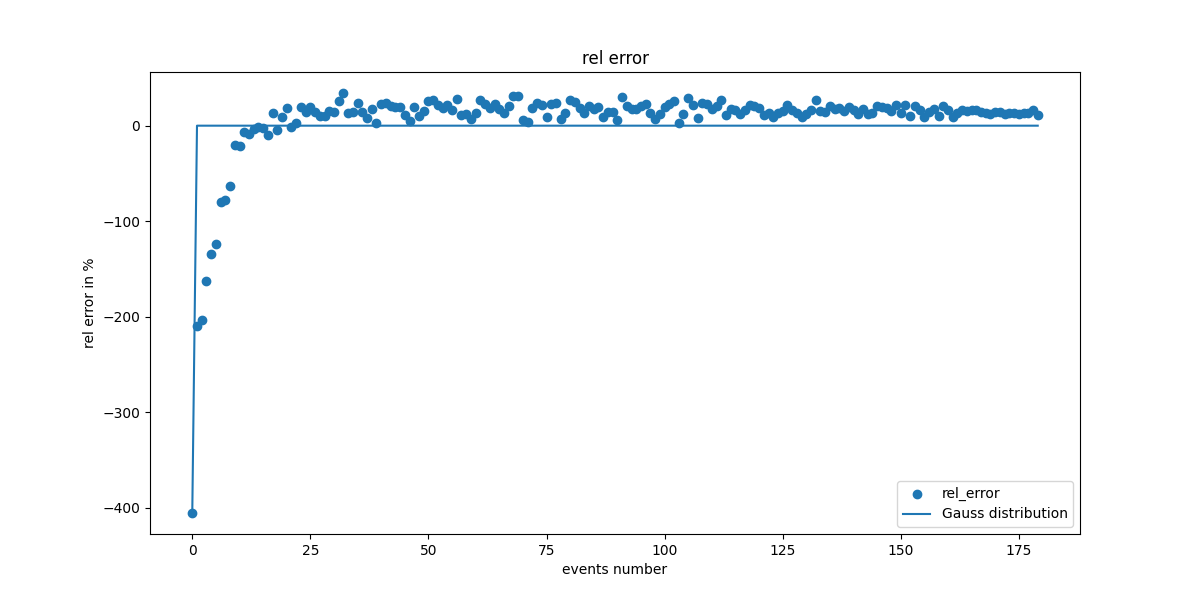 rel error
0
−100
−200
−300
−400
rel error in %
rel_error
Gauss distribution
0
25
50
75
100
125
150
175
events number